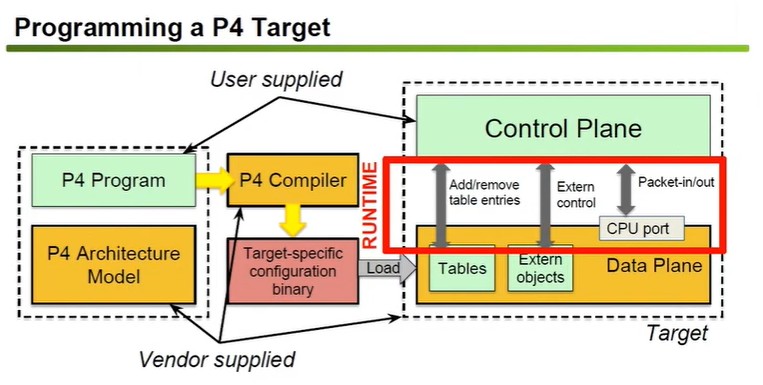 Programming a P4 Target
User supplied
Control Plane
P4 Program
P4 Compiler
RUNTIME
Add/remove
table entries
Extern
control
Packet-in/out
CPU port
P4 Architecture
Model
Target-specific
configuration
binary
Load
Tables
Extern
objects
Data Plane
Target
Vendor supplied